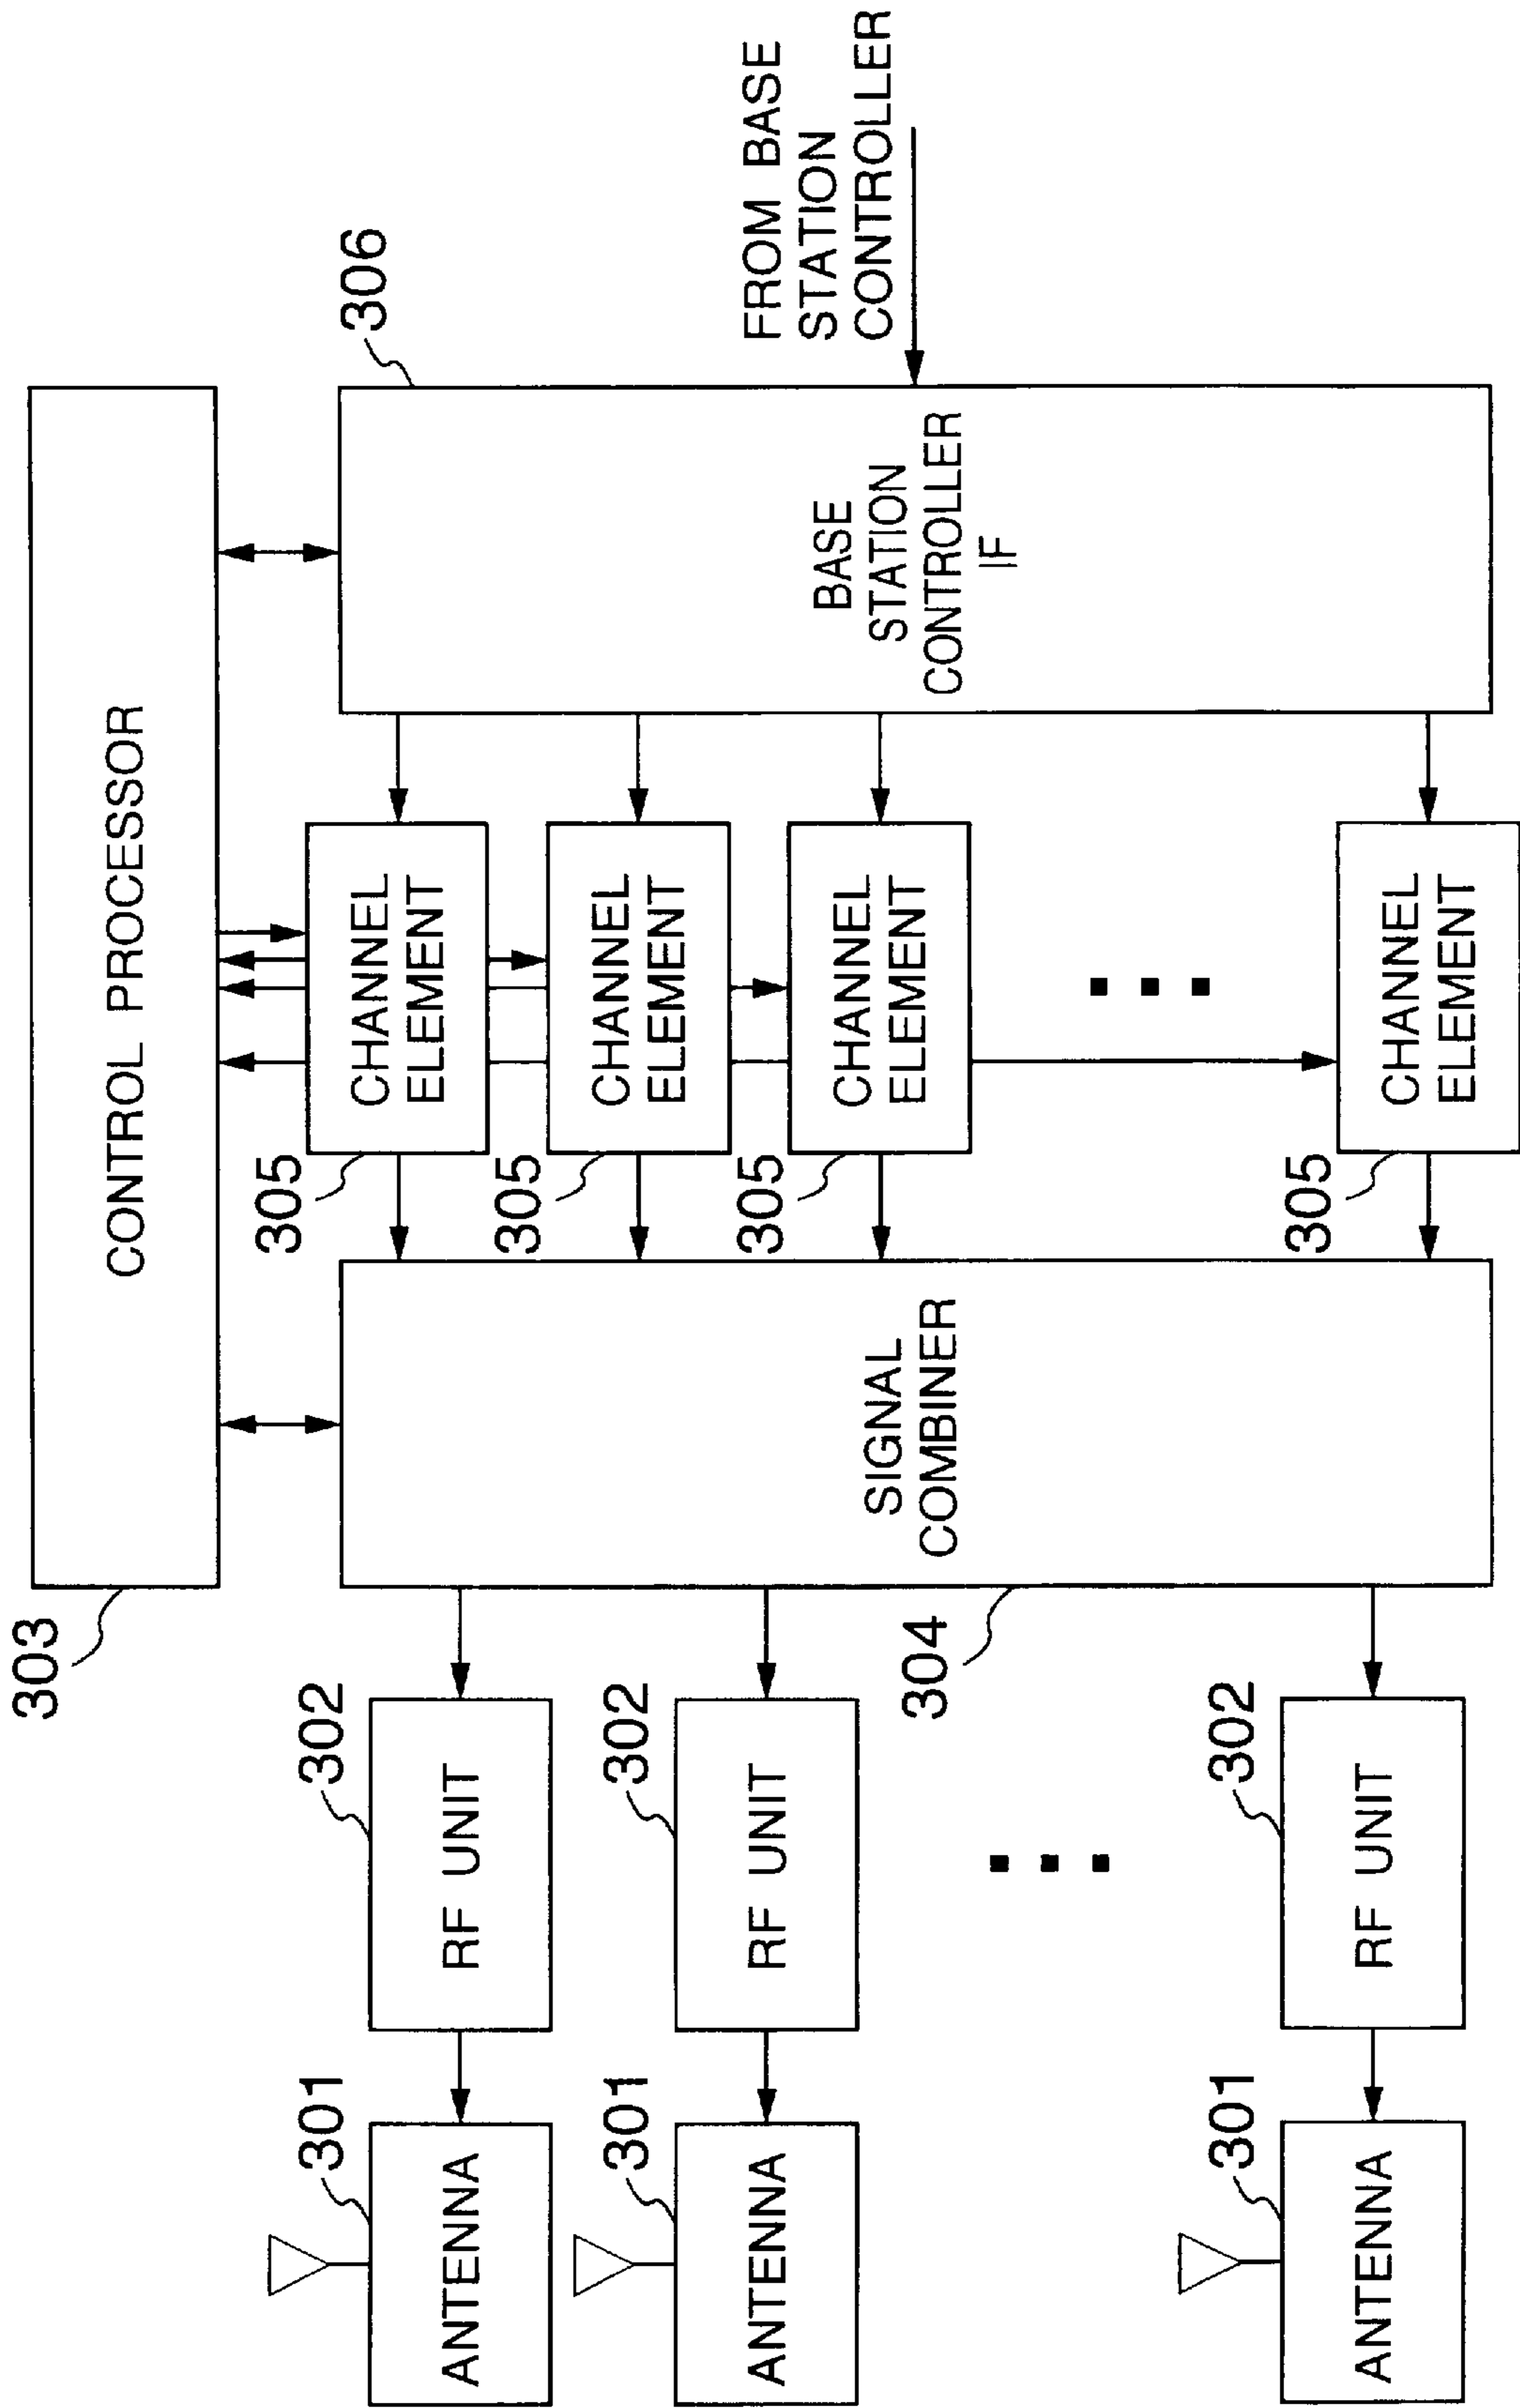 303
CONTROL PROCESSOR
306
FROM BASE
STATION
CONTROLLER
301
302
305
ANTENNA
RF UNIT
CHANNEL
ELEMENT
305
CHANNEL
ELEMENT
301
302
ANTENNA
RF UNIT
SIGNAL
COMBINER
305
CHANNEL
ELEMENT
BASE
STATION
CONTROLLER
IF
304
301
302
305
ANTENNA
RF UNIT
CHANNEL
ELEMENT